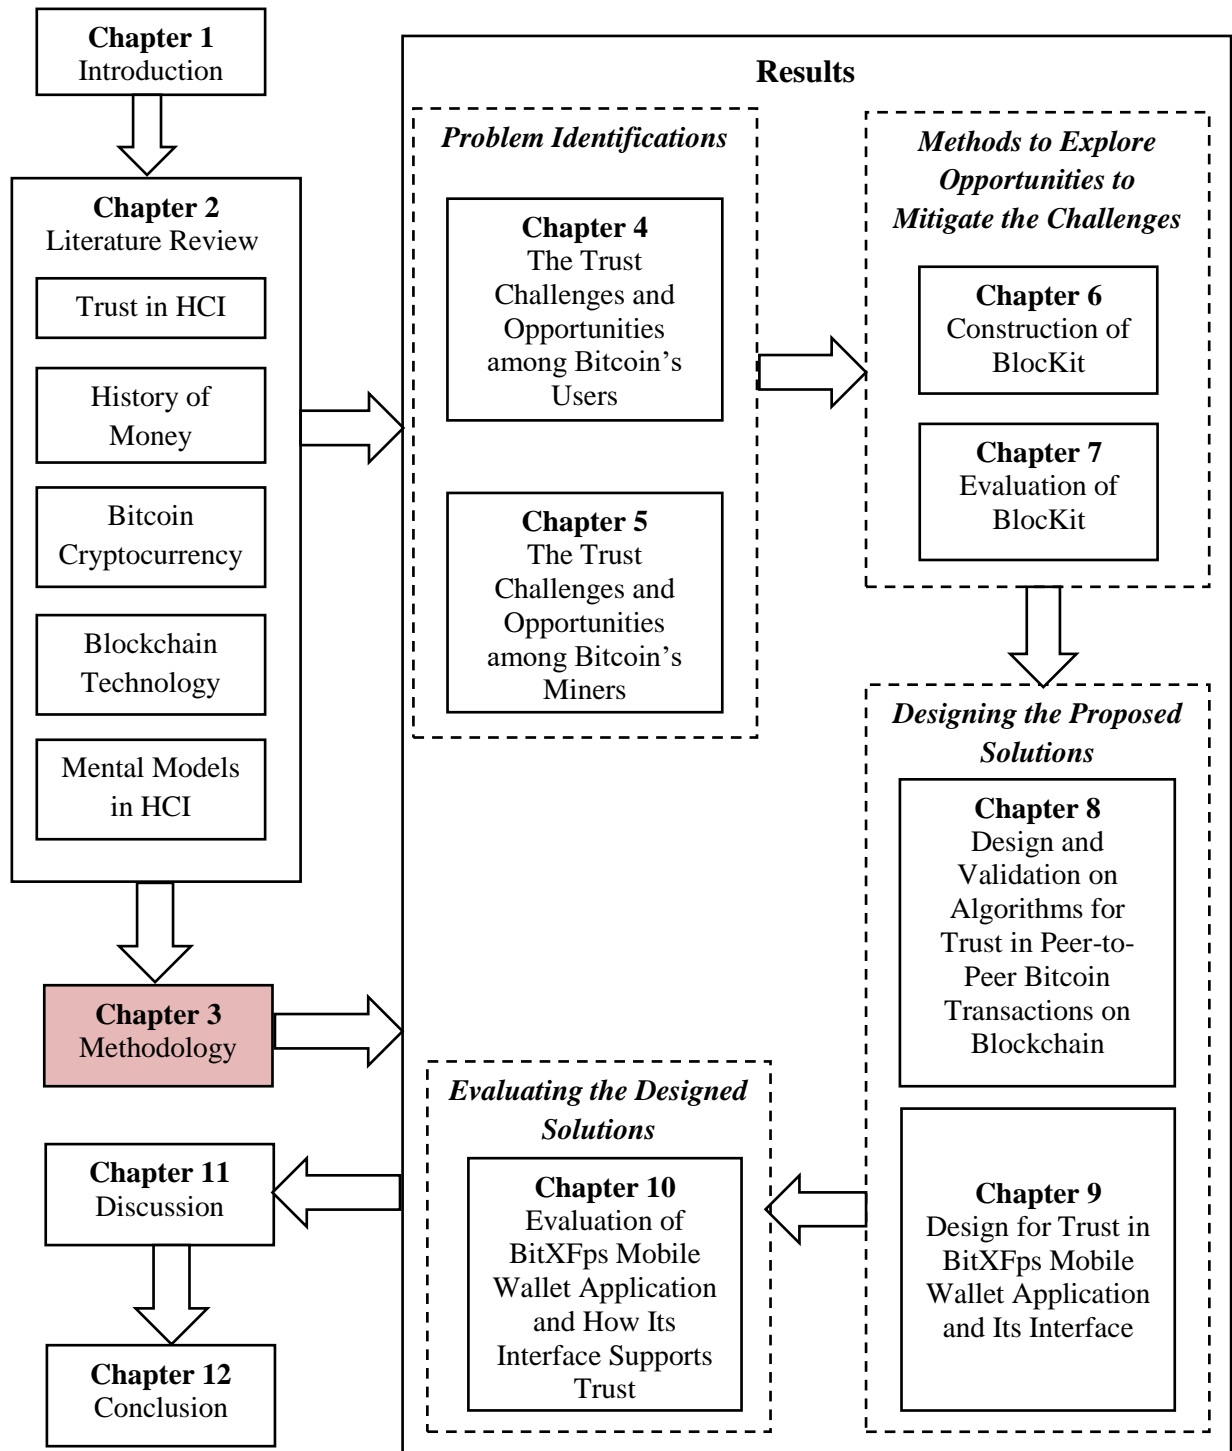 Chapter 1
Introduction
Chapter 2
Literature Review
Trust in HCI
History of
Money
Bitcoin
Cryptocurrency
Blockchain
Technology
Mental Models
in HCI
Chapter 3
Methodology
Results
Problem Identifications
Chapter 4
The Trust
Challenges and
Opportunities
among Bitcoin’s
Users
Chapter 5
The Trust
Challenges and
Opportunities
among Bitcoin’s
Miners
Methods to Explore
Opportunities to
Mitigate the Challenges
Chapter 6
Construction of
BlocKit
Chapter 7
Evaluation of
BlocKit
Designing the Proposed
Solutions
Chapter 8
Design and
Validation on
Algorithms for
Trust in Peer-to-
Peer Bitcoin
Transactions on
Blockchain
Chapter 9
Design for Trust in
BitXFps Mobile
Wallet Application
and Its Interface
Evaluating the Designed
Solutions
Chapter 10
Evaluation of
BitXFps Mobile
Wallet Application
and How Its
Interface Supports
Trust
Chapter 11
Discussion
Chapter 12
Conclusion